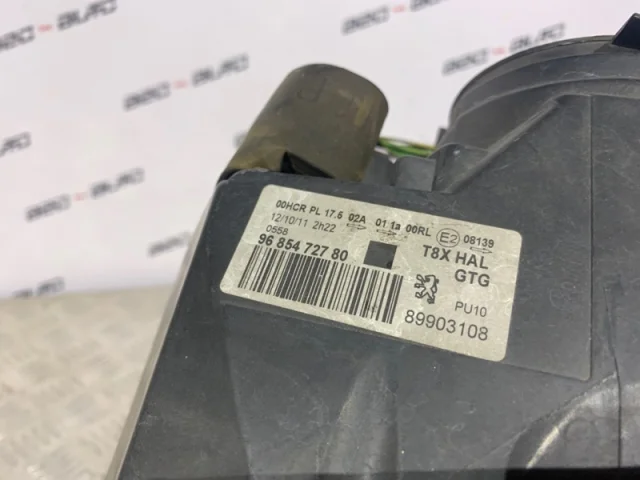 00HCR PL 17.5 02A 01 1a 00RL E2 08139
12/10/11 2h22
0558
96 854 727 80
T8X HAL
GTG
PU10
89903108